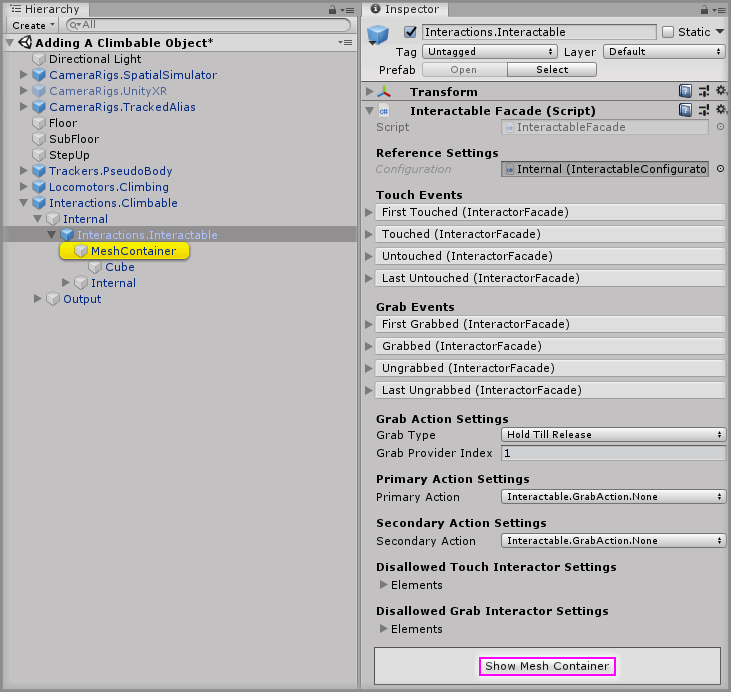 Hierarchy
Create
All
Adding A Climbable Object*
Directional Light
CameraRigs.SpatialSimulator
CameraRigs.UnityXR
CameraRigs.TrackedAlias
Floor
SubFloor
StepUp
Trackers.PseudoBody
Locomotors.Climbing
Interactions.Climbable
Internal
Interactions.Interactable
MeshContainer
Cube
Internal
Output
Inspector
Interactions.Interactable
Static
Tag Untagged Layer Default
Prefab Open Select
Transform
Interactable Facade (Script)
Script InteractableFacade
Reference Settings
Configuration Internal (InteractableConfigurato
Touch Events
First Touched (InteractorFacade)
Touched (InteractorFacade)
Untouched (InteractorFacade)
Last Untouched (InteractorFacade)
Grab Events
First Grabbed (InteractorFacade)
Grabbed (InteractorFacade)
Ungrabbed (InteractorFacade)
Last Ungrabbed (InteractorFacade)
Grab Action Settings
Grab Type Hold Till Release
Grab Provider Index 1
Primary Action Settings
Primary Action Interactable.GrabAction.None
Secondary Action Settings
Secondary Action Interactable.GrabAction.None
Disallowed Touch Interactor Settings
Elements
Disallowed Grab Interactor Settings
Elements
Show Mesh Container